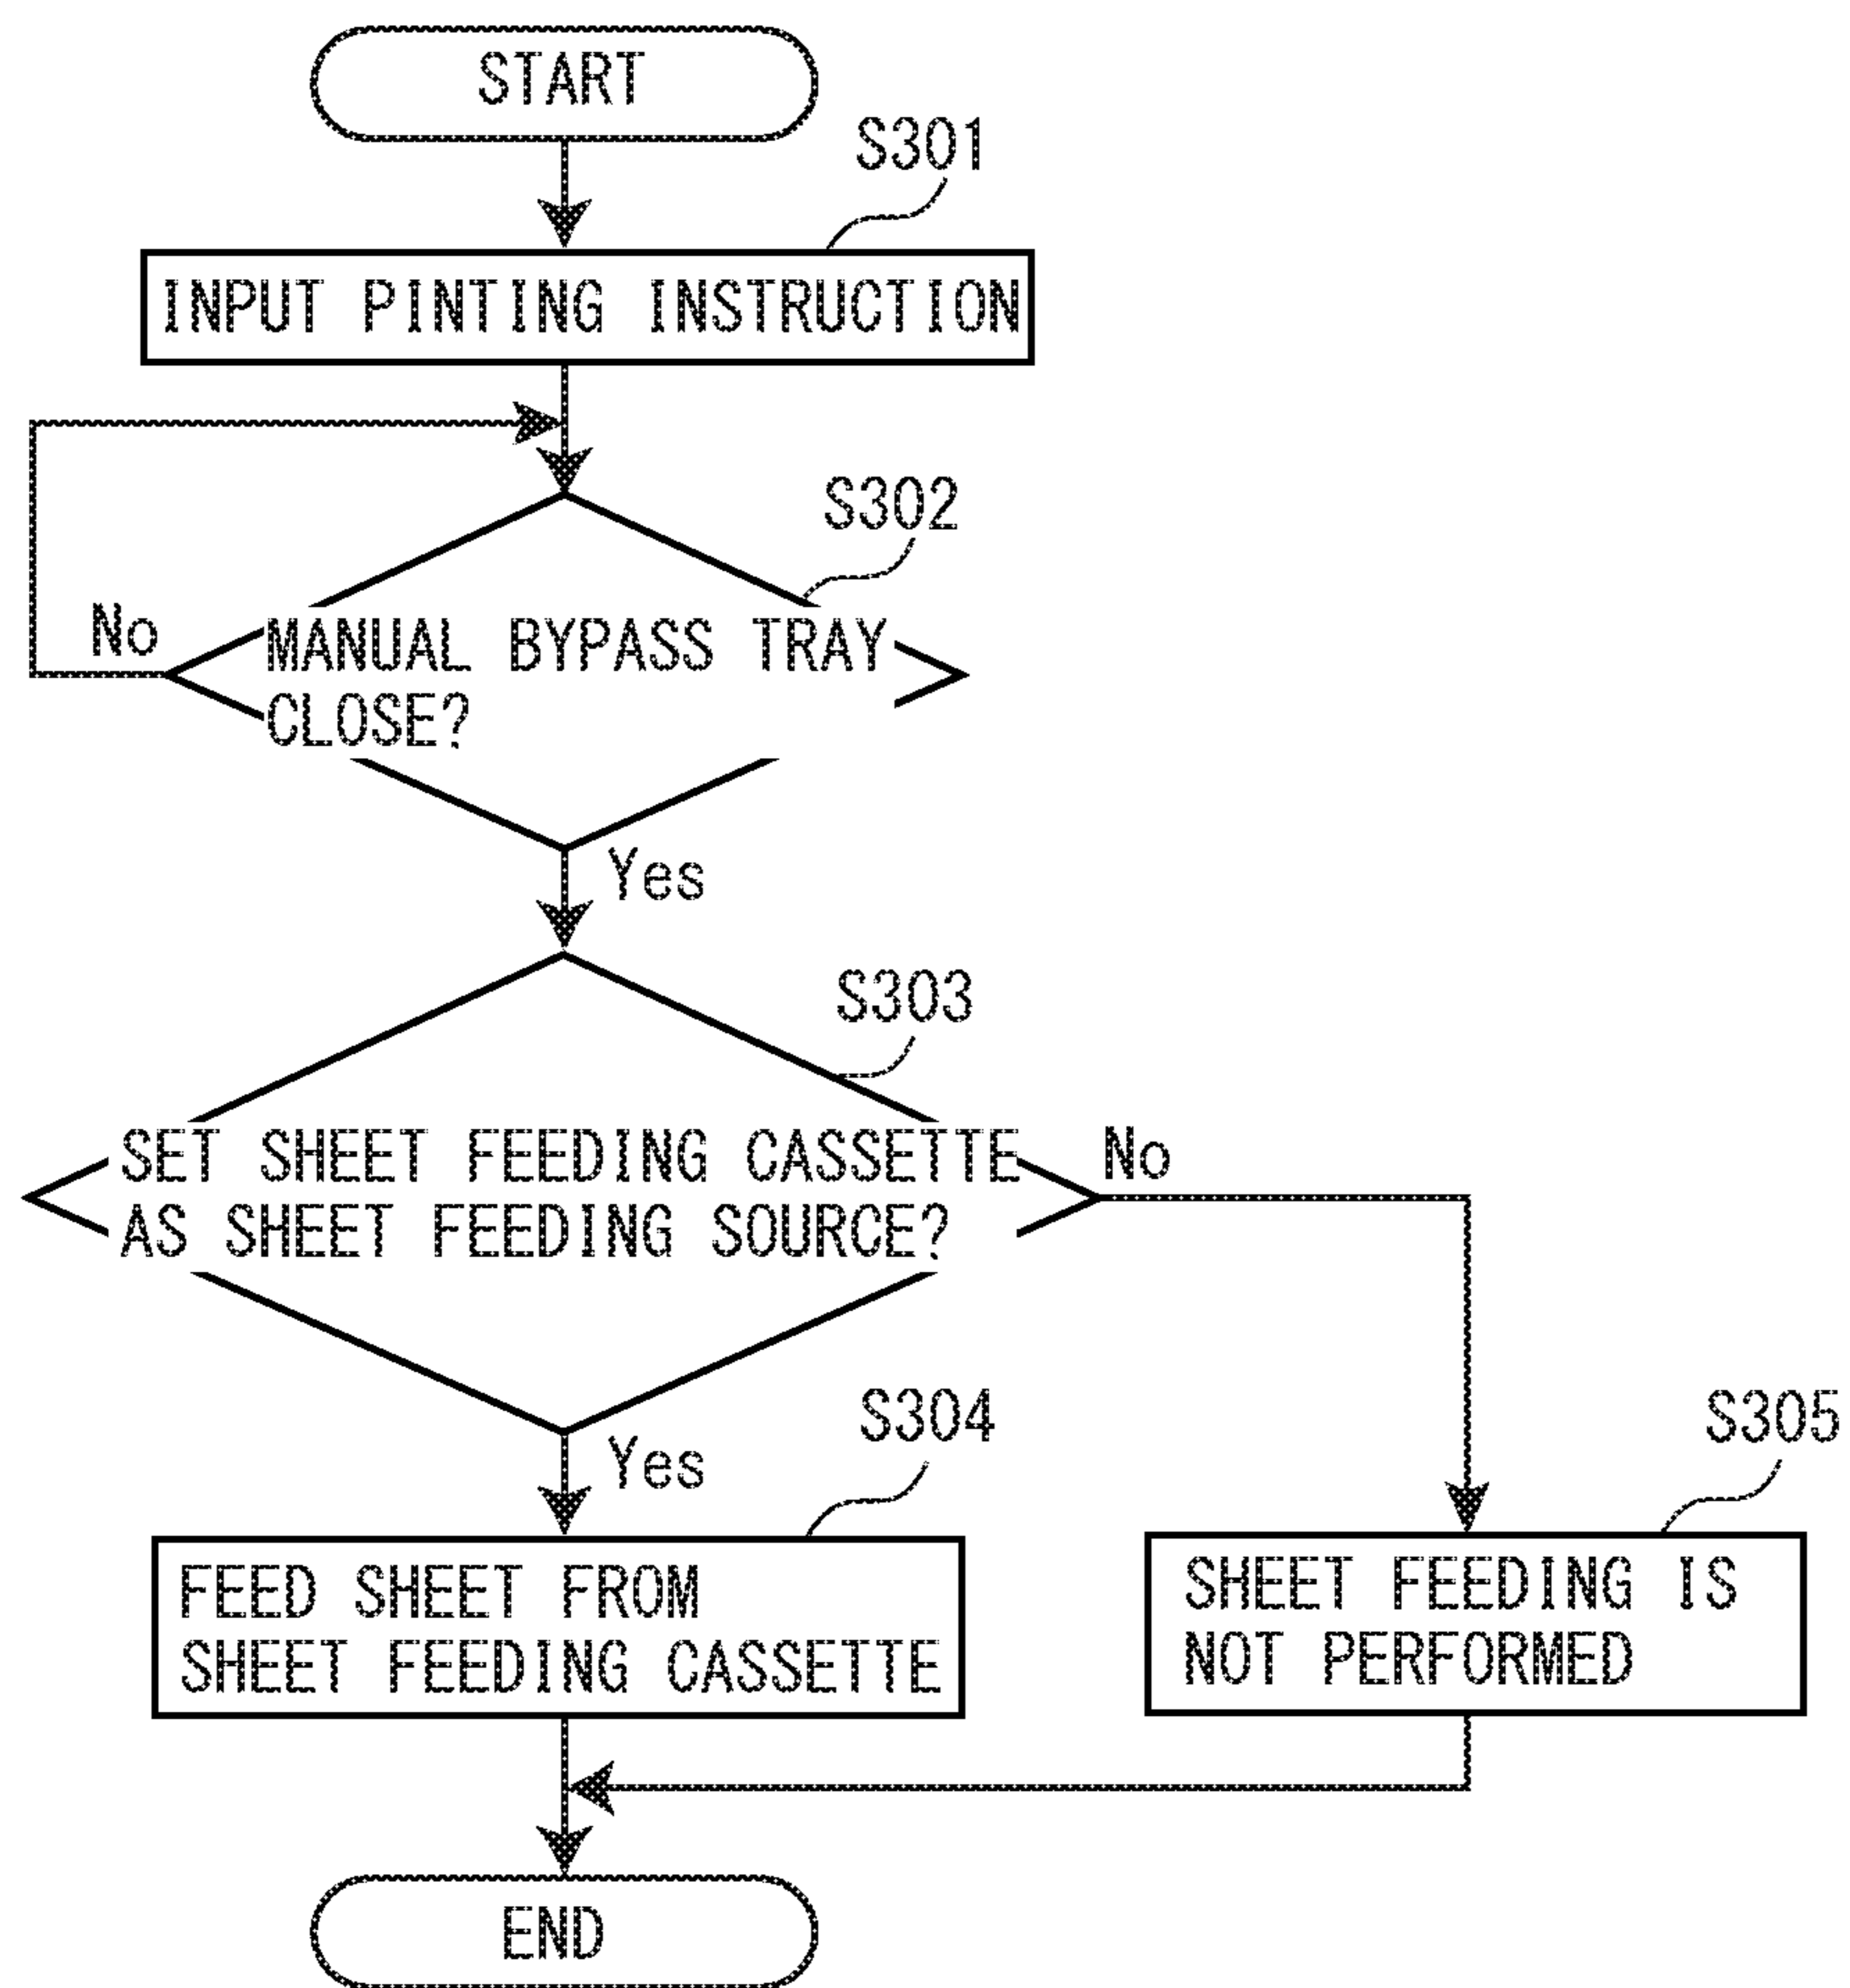 START
S301
INPUT PINTING INSTRUCTION
S302
No
MANUAL BYPASS TRAY
CLOSE?
Yes
S303
SET SHEET FEEDING CASSETTE
AS SHEET FEEDING SOURCE?
No
Yes
S304
S305
FEED SHEET FROM
SHEET FEEDING CASSETTE
SHEET FEEDING IS
NOT PERFORMED
END